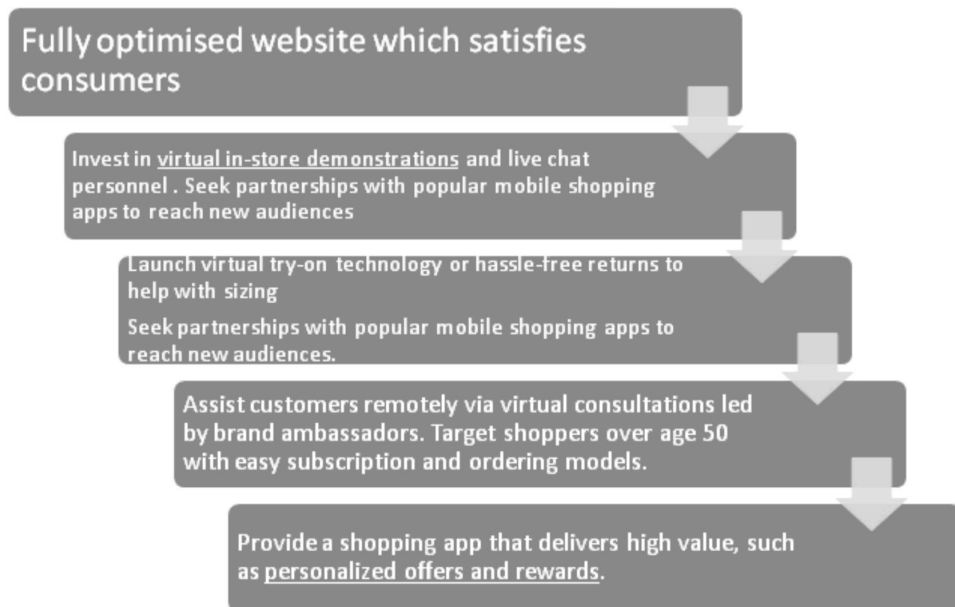 Fully optimised website which satisfies
consumers
Invest in virtual in-store demonstrations and live chat
personnel . Seek partnerships with popular mobile shopping
apps to reach new audiences
Launch virtual try-on technology or hassle-free returns to
help with sizing
Seek partnerships with popular mobile shopping apps to
reach new audiences.
Assist customers remotely via virtual consultations led
by brand ambassadors. Target shoppers over age 50
with easy subscription and ordering models.
Provide a shopping app that delivers high value, such
as personalized offers and rewards.